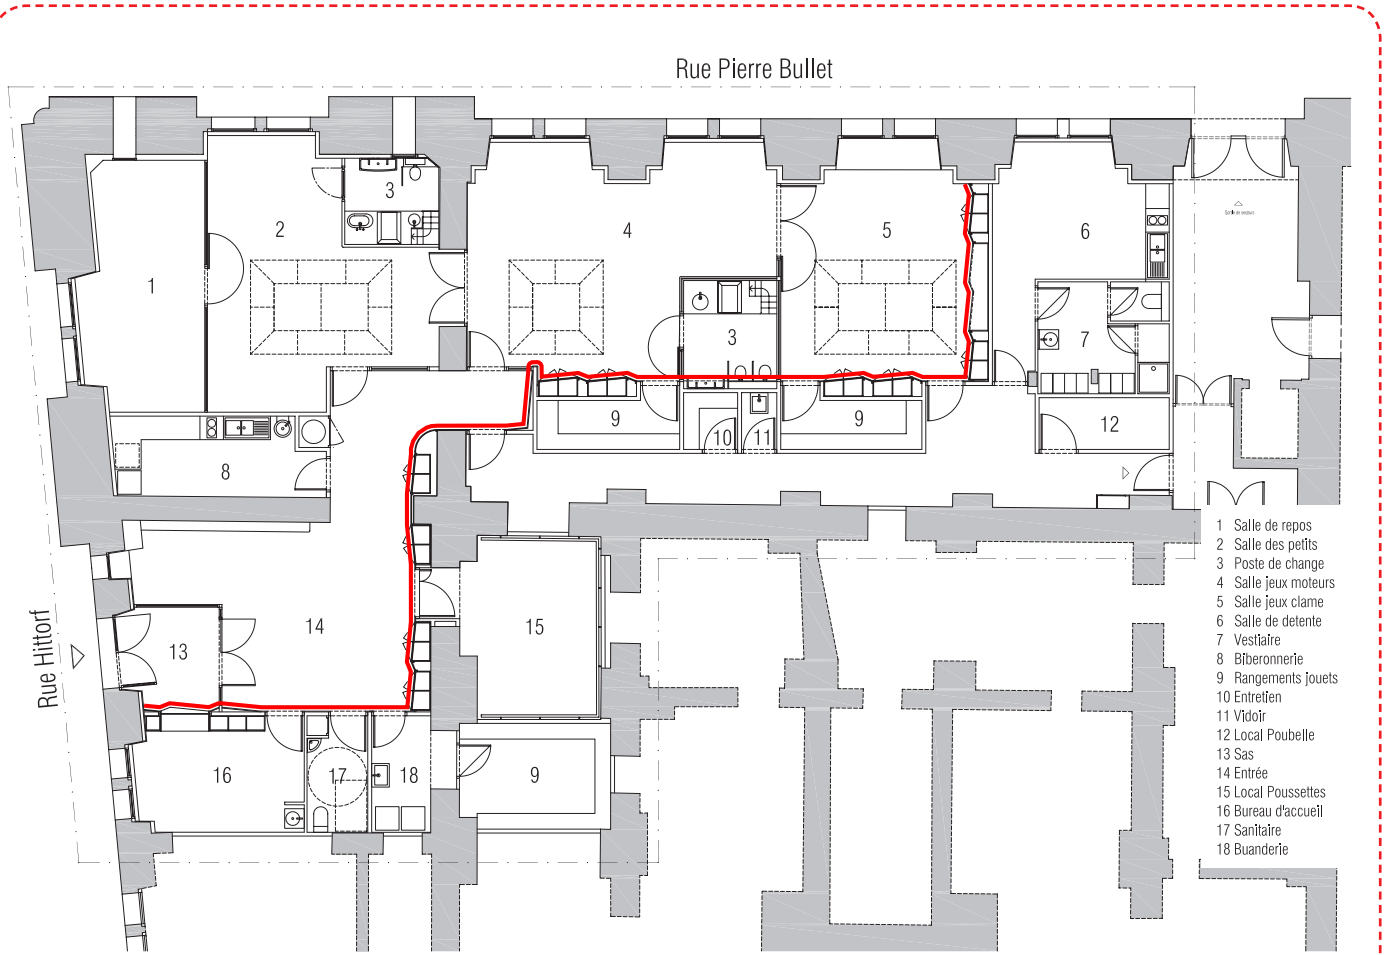 Rue Pierre Bullet
3
2
4
5
6
Sortie de secours
1
3
7
9
10
11
9
12
8
14
15
13
Rue Hittorf
16
17
18
9
1 Salle de repos
2 Salle des petits
3 Poste de change
4 Salle jeux moteurs
5 Salle jeux clame
6 Salle de detente
7 Vestiaire
8 Biberonnerie
9 Rangements jouets
10 Entretien
11 Vidoir
12 Local Poubelle
13 Sas
14 Entrée
15 Local Poussettes
16 Bureau d'accueil
17 Sanitaire
18 Buanderie